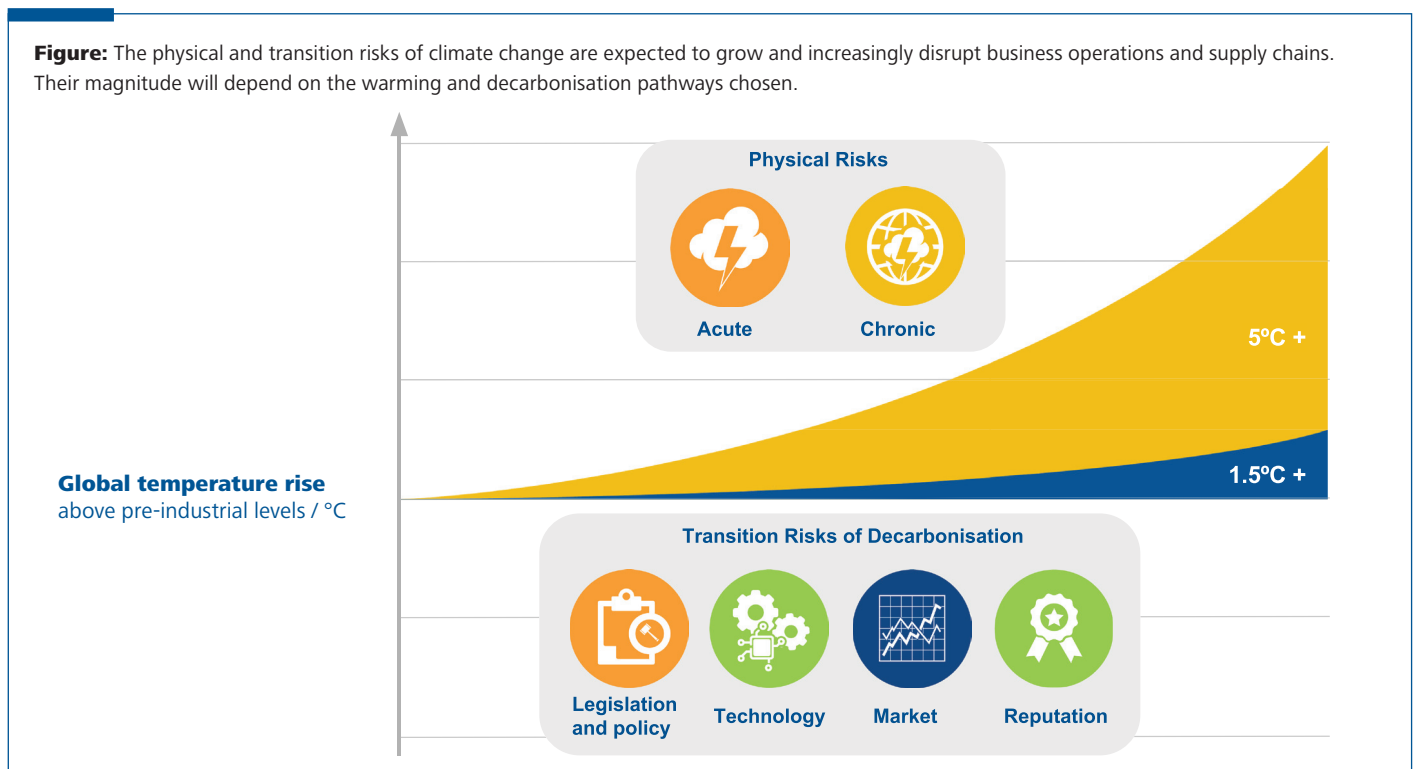 Figure: The physical and transition risks of climate change are expected to grow and increasingly disrupt business operations and supply chains.
Their magnitude will depend on the warming and decarbonisation pathways chosen.
Physical Risks
Acute
Chronic
5ºC +
1.5ºC +
Global temperature rise
above pre-industrial levels / °C
Transition Risks of Decarbonisation
Legislation
and policy
Technology
Market
Reputation